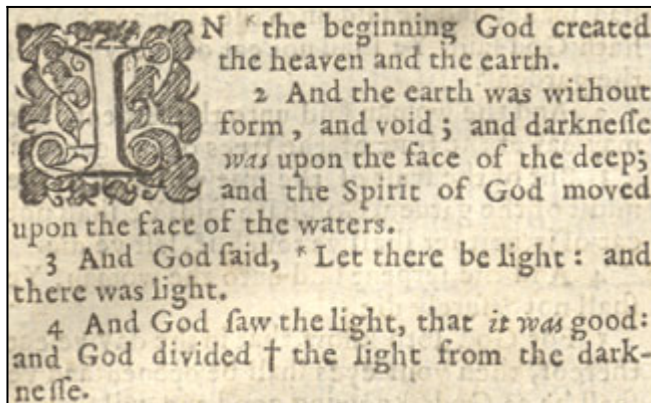 IN * the beginning God created
the heaven and the earth.
2 And the earth was without
form , and void ; and darkneſſe
was upon the face of the deep;
and the Spirit of God moved
upon the face of the waters.
3 And God ſaid, * Let there be light : and
there was light.
4 And God ſaw the light, that it was good:
and God divided † the light from the dark-
neſſe.